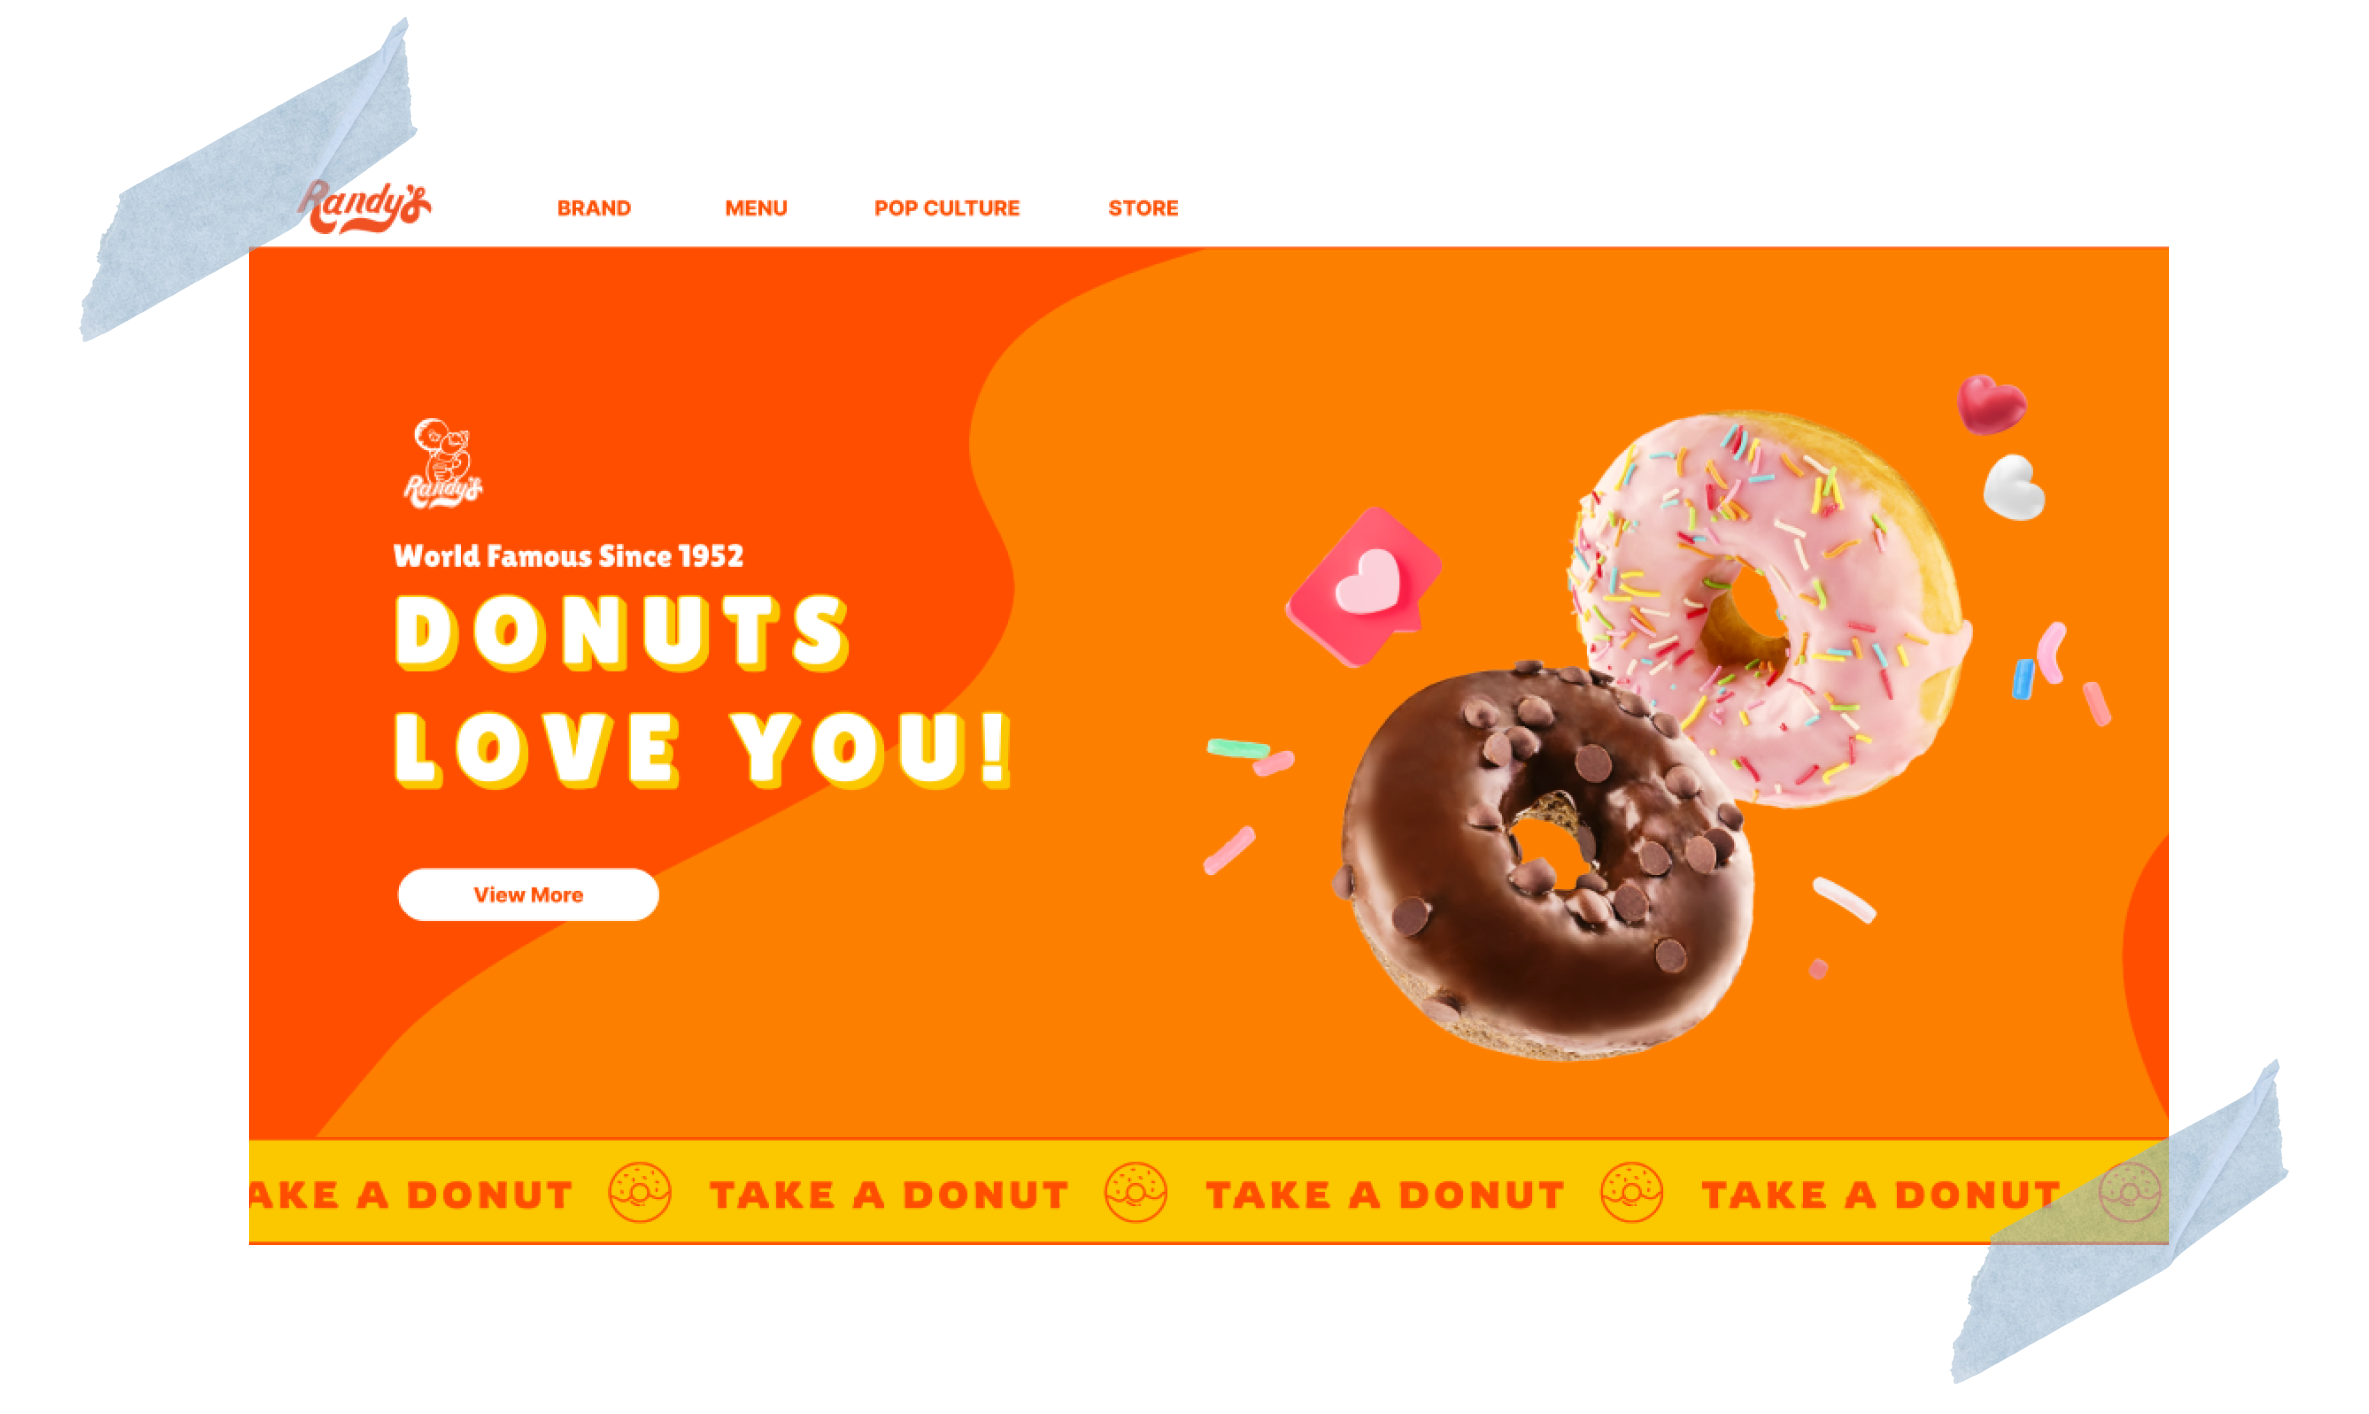 Randy's
BRAND MENU POP CULTURE STORE
Randy's
World Famous Since 1952
DONUTS
LOVE YOU!
View More
AKE A DONUT TAKE A DONUT TAKE A DONUT TAKE A DONUT